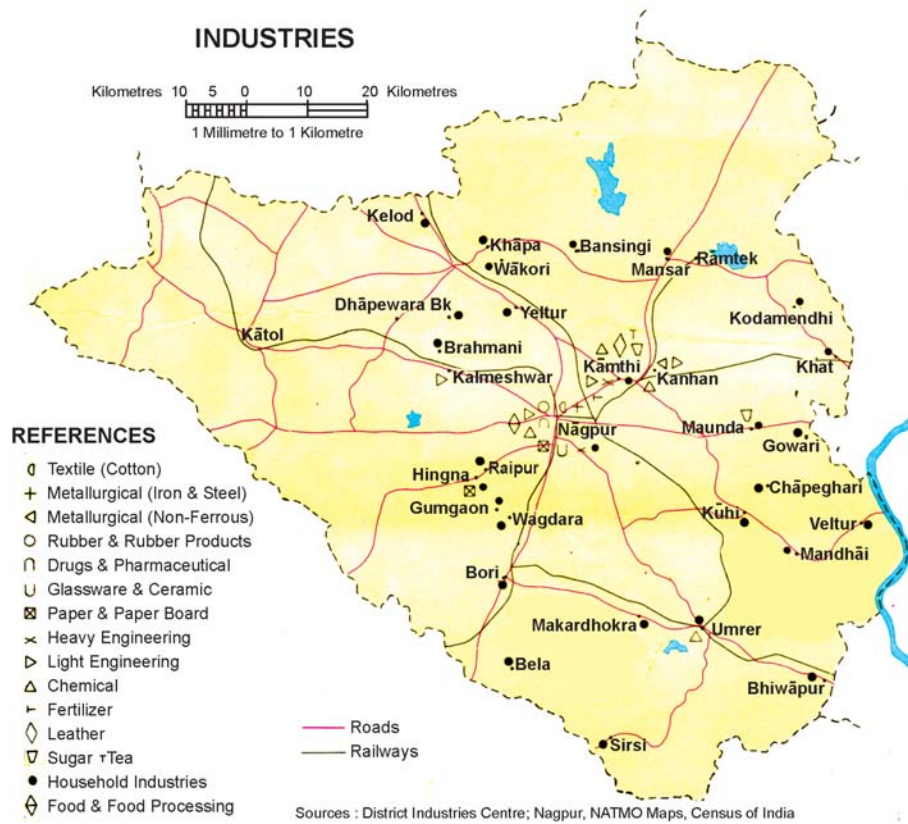 INDUSTRIES
Kilometres 10 5 0 10 20 Kilometres
1 Millimetre to 1 Kilometre
Kelod
Khāpa
Bansingi
Wākori
Mansar
Rāmtek
Dhāpewara Bk
Yeltur
Kodamendhi
Kātol
Brahmani
Kāmthi
Khat
Kalmeshwar
Kanhan
Nāgpur
Maunda
Gowari
Hingna
Raipur
Chāpeghari
Gumgaon
Wagdara
Kūhi
Veltur
Mandhāi
Bori
Makardhokra
Umrer
Bela
Bhiwāpur
Sirsi
REFERENCES
Textile (Cotton)
Metallurgical (Iron & Steel)
Metallurgical (Non-Ferrous)
Rubber & Rubber Products
Drugs & Pharmaceutical
Glassware & Ceramic
Paper & Paper Board
Heavy Engineering
Light Engineering
Chemical
Fertilizer
Leather
Sugar тTea
Household Industries
Food & Food Processing
Roads
Railways
Sources : District Industries Centre; Nagpur, NATMO Maps, Census of India